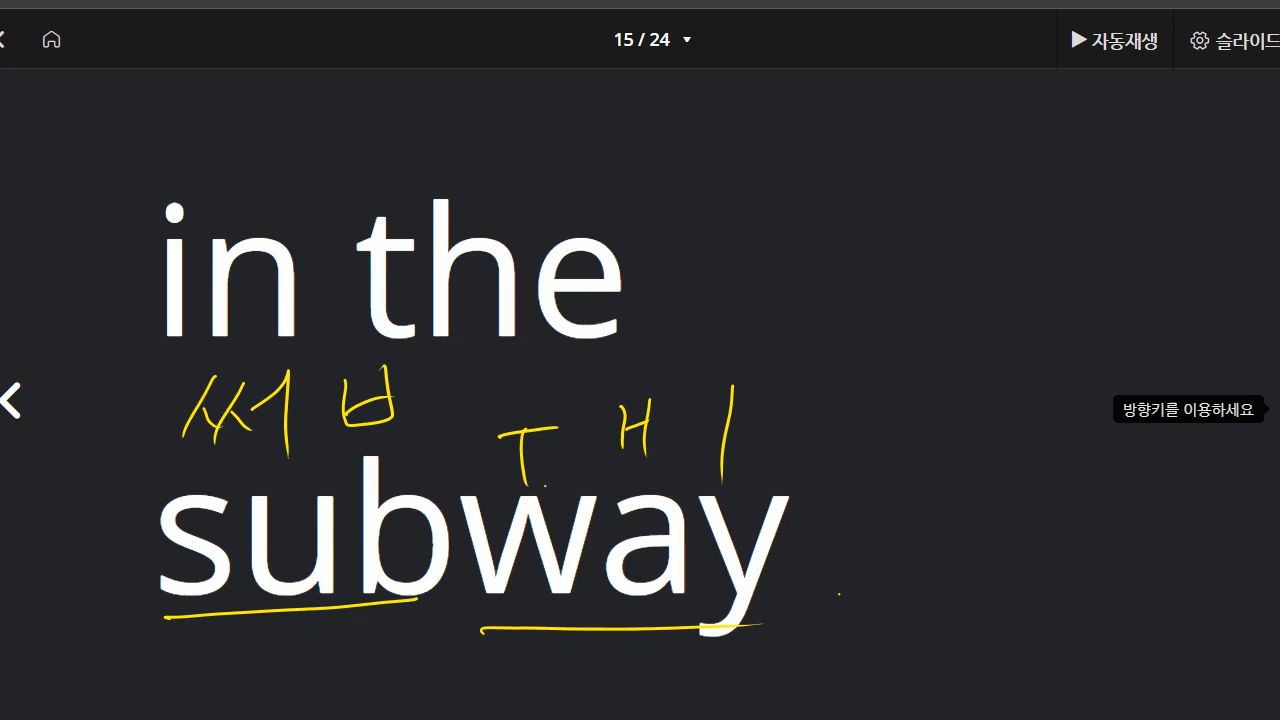 15 / 24
자동재생
슬라이드
in the
써 ㅂ
ㅜ ㅐ ㅣ
subway
방향키를 이용하세요